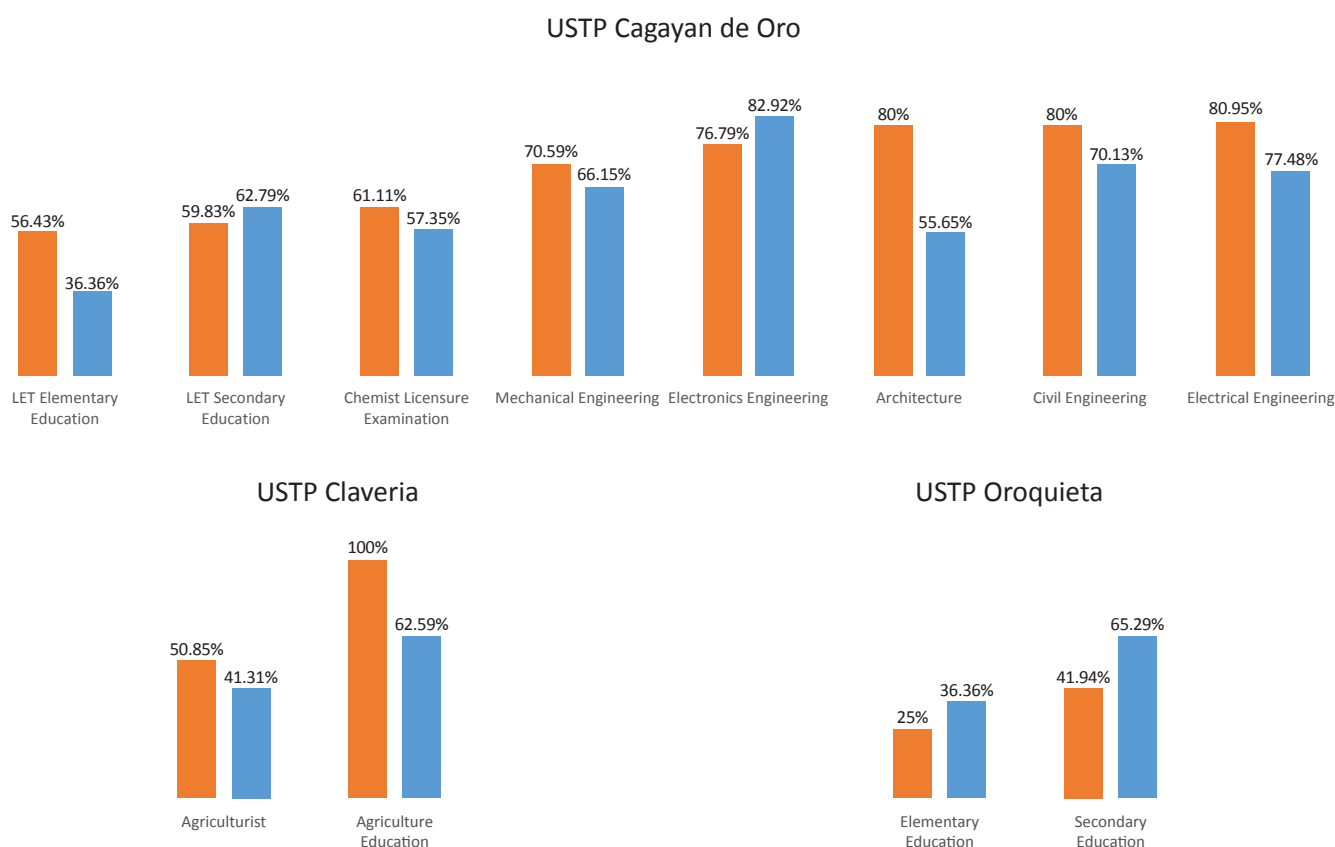 USTP Cagayan de Oro
56.43%
36.36%
59.83%
62.79%
61.11%
57.35%
70.59%
66.15%
76.79%
82.92%
80%
55.65%
80%
70.13%
80.95%
77.48%
LET Elementary
Education
LET Secondary
Education
Chemist Licensure
Examination
Mechanical Engineering
Electronics Engineering
Architecture
Civil Engineering
Electrical Engineering
USTP Claveria
50.85%
41.31%
100%
62.59%
Agriculturist
Agriculture
Education
USTP Oroquieta
25%
36.36%
41.94%
65.29%
Elementary
Education
Secondary
Education